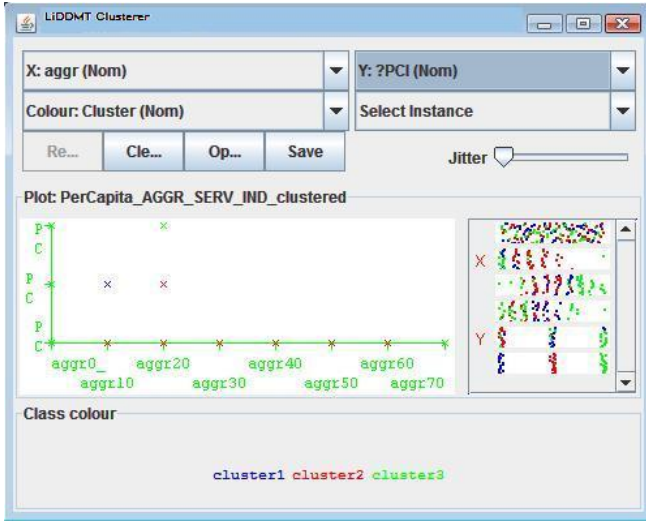 LiDDMT Clusterer
X: aggr (Nom)
Y: ?PCI (Nom)
Colour: Cluster (Nom)
Select Instance
Re...
Cle...
Op...
Save
Jitter
Plot: PerCapita_AGGR_SERV_IND_clustered
P
C
P
C
P
C
aggr0_
aggr20
aggr40
aggr60
aggr10
aggr30
aggr50
aggr70
X
Y
Class colour
cluster1 cluster2 cluster3